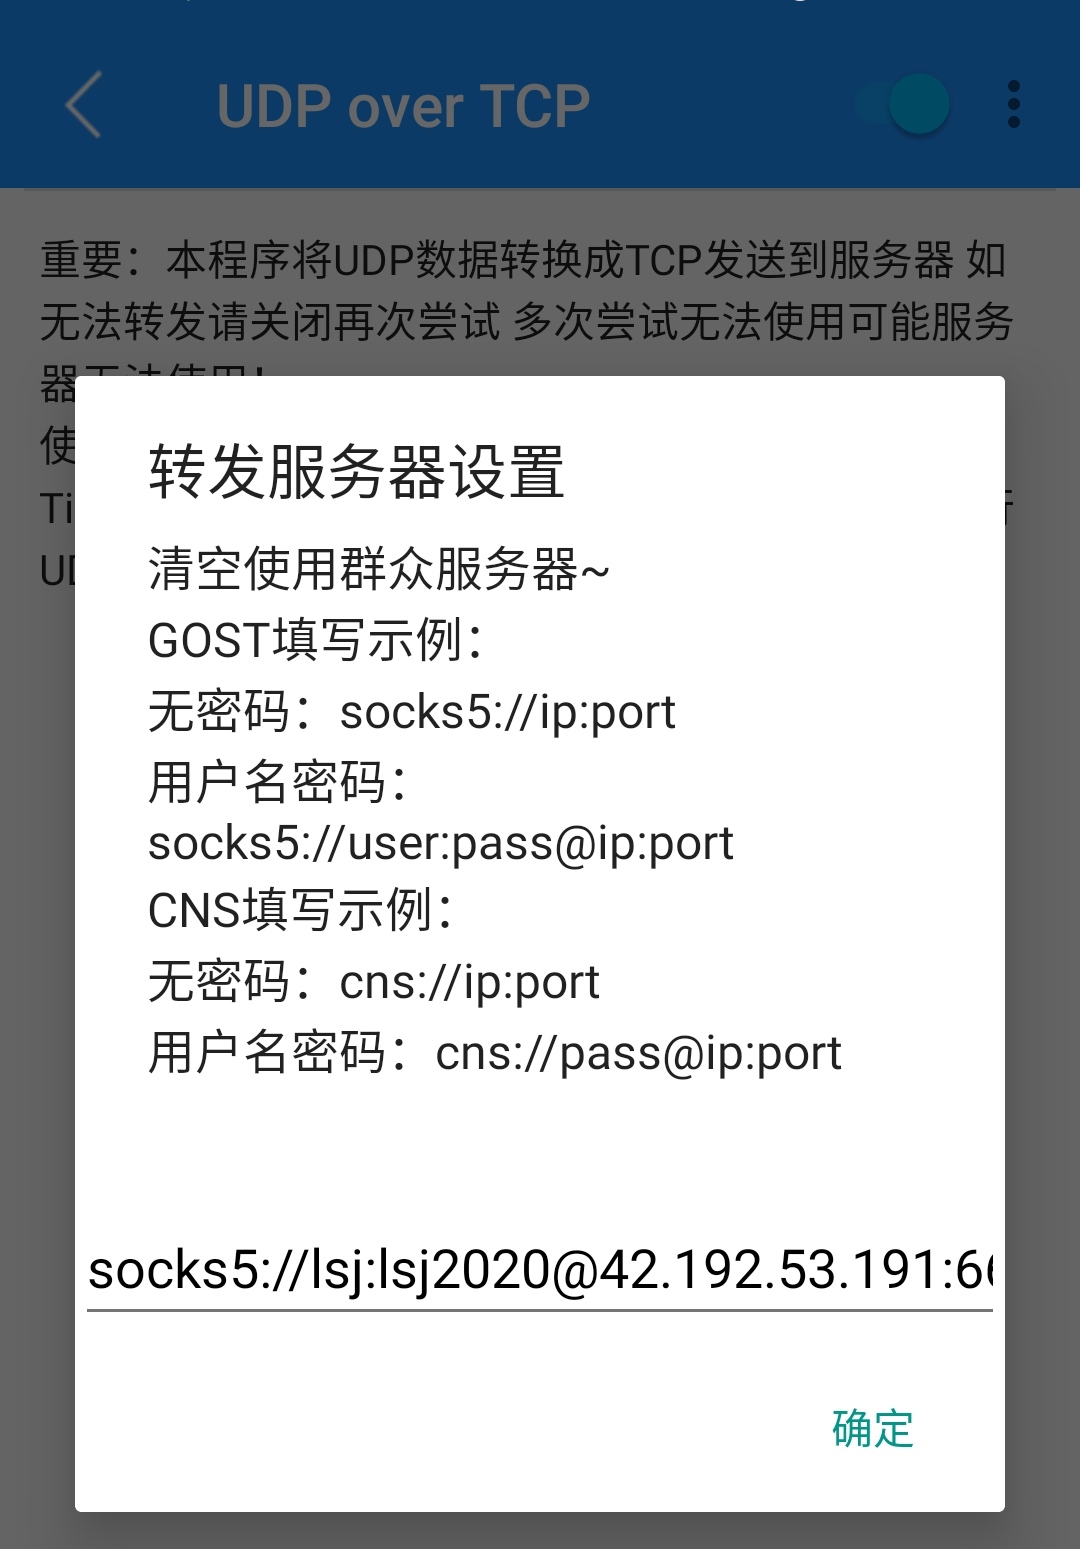 UDP over TCP
重要：本程序将UDP数据转换成TCP发送到服务器 如
无法转发请关闭再次尝试 多次尝试无法使用可能服务
器无法使用！
使
Ti
转发服务器设置
清空使用群众服务器~
GOST填写示例：
无密码：socks5://ip:port
用户名密码：
socks5://user:pass@ip:port
CNS填写示例：
无密码：cns://ip:port
用户名密码：cns://pass@ip:port
socks5://lsj:lsj2020@42.192.53.191:66
确定